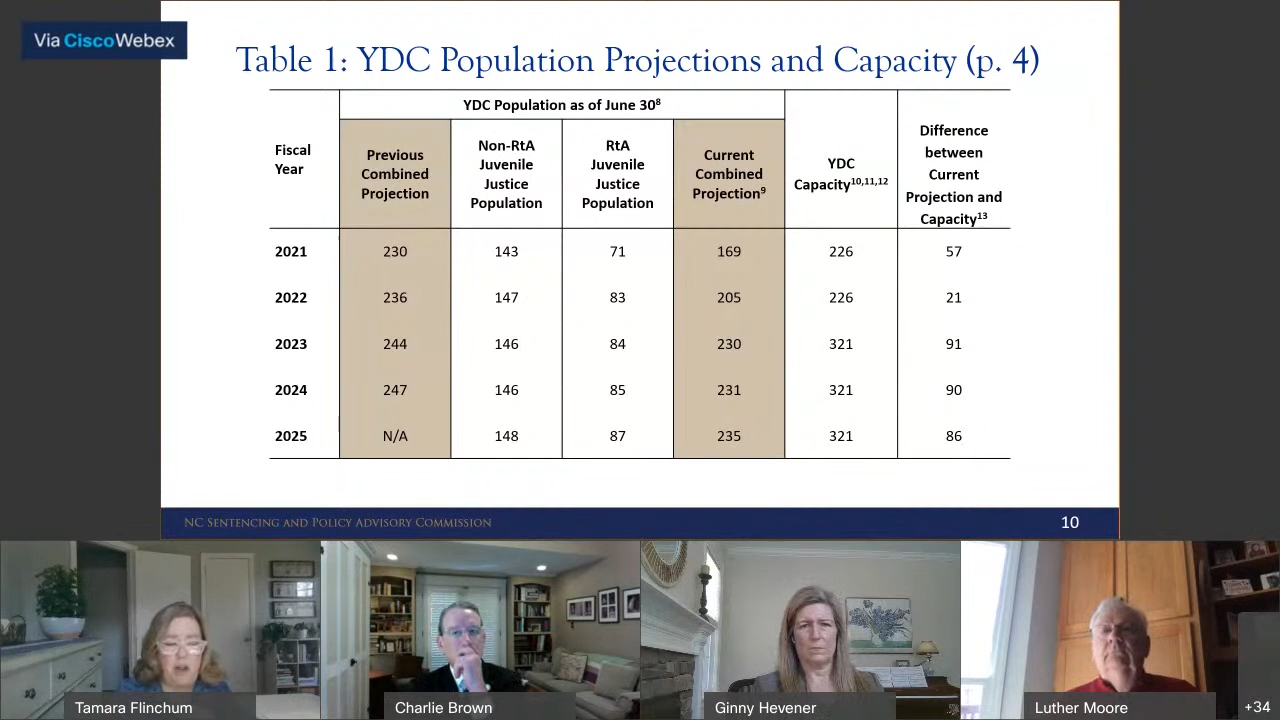 Via CiscoWebex
Table 1: YDC Population Projections and Capacity (p. 4)
YDC Population as of June 30⁸
Fiscal
Year
Previous
Combined
Projection
Non-RtA
Juvenile
Justice
Population
RtA
Juvenile
Justice
Population
Current
Combined
Projection⁹
YDC
Capacity¹⁰,¹¹,¹²
Difference
between
Current
Projection and
Capacity¹³
2021 230 143 71 169 226 57
2022 236 147 83 205 226 21
2023 244 146 84 230 321 91
2024 247 146 85 231 321 90
2025 N/A 148 87 235 321 86
NC Sentencing and Policy Advisory Commission 10
Tamara Flinchum
Charlie Brown
Ginny Hevener
Luther Moore
+34